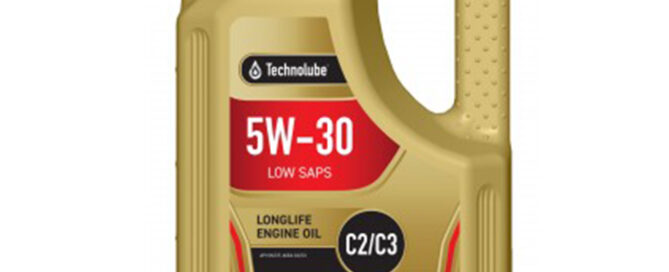 Technolube®
5W-30
LOW SAPS
LONGLIFE
ENGINE OIL
C2/C3